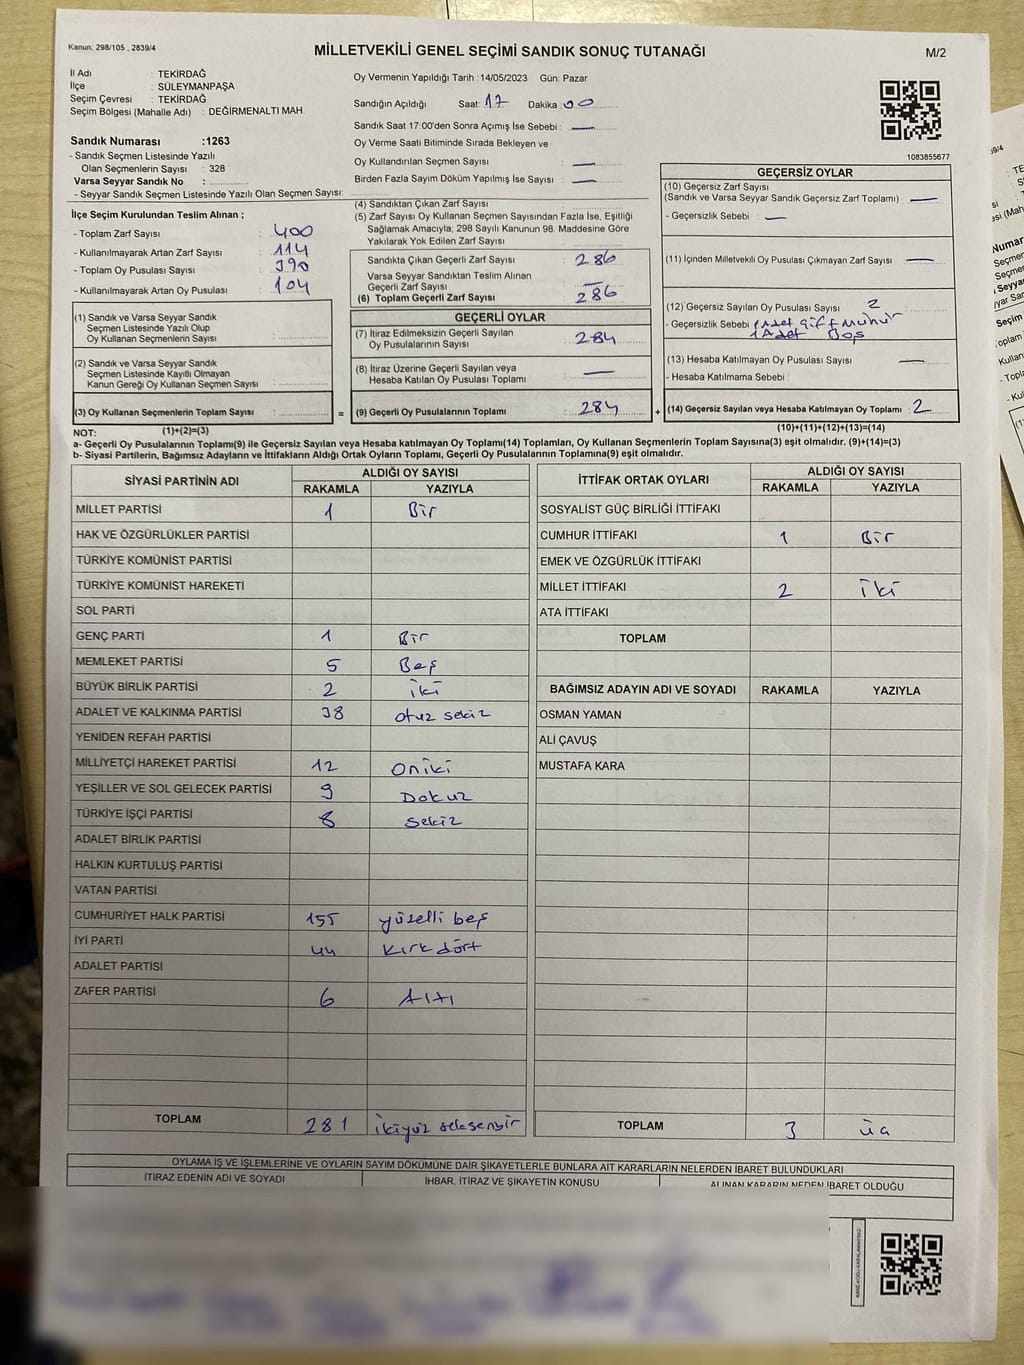 Kanun: 298/105 , 2839/4
MİLLETVEKİLİ GENEL SEÇİMİ SANDIK SONUÇ TUTANAĞI
M/2
İl Adı : TEKİRDAĞ
İlçe : SÜLEYMANPAŞA
Seçim Çevresi : TEKİRDAĞ
Seçim Bölgesi (Mahalle Adı) : DEĞİRMENALTI MAH.
Sandık Numarası :1263
- Sandık Seçmen Listesinde Yazılı
Olan Seçmenlerin Sayısı : 328
Varsa Seyyar Sandık No :
- Seyyar Sandık Seçmen Listesinde Yazılı Olan Seçmen Sayısı:
Oy Vermenin Yapıldığı Tarih : 14/05/2023 Gün: Pazar
Sandığın Açıldığı Saat: 17 Dakika: 00
Sandık Saat 17:00'den Sonra Açımış İse Sebebi : —
Oy Verme Saati Bitiminde Sırada Bekleyen ve
Oy Kullandırılan Seçmen Sayısı : —
Birden Fazla Sayım Döküm Yapılmış İse Sayısı : —
1083855677
İlçe Seçim Kurulundan Teslim Alınan ;
- Toplam Zarf Sayısı : 400
- Kullanılmayarak Artan Zarf Sayısı : 114
- Toplam Oy Pusulası Sayısı : 390
- Kullanılmayarak Artan Oy Pusulası : 104
(1) Sandık ve Varsa Seyyar Sandık
Seçmen Listesinde Yazılı Olup
Oy Kullanan Seçmenlerin Sayısı :
(2) Sandık ve Varsa Seyyar Sandık
Seçmen Listesinde Kayıtlı Olmayan
Kanun Gereği Oy Kullanan Seçmen Sayısı :
(3) Oy Kullanan Seçmenlerin Toplam Sayısı :
(1)+(2)=(3)
(4) Sandıktan Çıkan Zarf Sayısı :
(5) Zarf Sayısı Oy Kullanan Seçmen Sayısından Fazla İse, Eşitliği
Sağlamak Amacıyla; 298 Sayılı Kanunun 98. Maddesine Göre
Yakılarak Yok Edilen Zarf Sayısı :
Sandıkta Çıkan Geçerli Zarf Sayısı : 286
Varsa Seyyar Sandıktan Teslim Alınan
Geçerli Zarf Sayısı : —
(6) Toplam Geçerli Zarf Sayısı : 286
GEÇERLİ OYLAR
(7) İtiraz Edilmeksizin Geçerli Sayılan
Oy Pusulalarının Sayısı : 284
(8) İtiraz Üzerine Geçerli Sayılan veya
Hesaba Katılan Oy Pusulası Toplamı : —
= (9) Geçerli Oy Pusulalarının Toplamı : 284
GEÇERSİZ OYLAR
(10) Geçersiz Zarf Sayısı
(Sandık ve Varsa Seyyar Sandık Geçersiz Zarf Toplamı) : —
- Geçersizlik Sebebi : —
(11) İçinden Milletvekili Oy Pusulası Çıkmayan Zarf Sayısı : —
(12) Geçersiz Sayılan Oy Pusulası Sayısı : 2
- Geçersizlik Sebebi : 1 Adet Çift Mühür
1 Adet Boş
(13) Hesaba Katılmayan Oy Pusulası Sayısı : —
- Hesaba Katılmama Sebebi :
+ (14) Geçersiz Sayılan veya Hesaba Katılmayan Oy Toplamı : 2
(10)+(11)+(12)+(13)=(14)
NOT:
a- Geçerli Oy Pusulalarının Toplamı(9) ile Geçersiz Sayılan veya Hesaba katılmayan Oy Toplamı(14) Toplamları, Oy Kullanan Seçmenlerin Toplam Sayısına(3) eşit olmalıdır. (9)+(14)=(3)
b- Siyasi Partilerin, Bağımsız Adayların ve İttifakların Aldığı Ortak Oyların Toplamı, Geçerli Oy Pusulalarının Toplamına(9) eşit olmalıdır.
SİYASİ PARTİNİN ADI ALDIĞI OY SAYISI
RAKAMLA YAZIYLA
MİLLET PARTİSİ 1 Bir
HAK VE ÖZGÜRLÜKLER PARTİSİ
TÜRKİYE KOMÜNİST PARTİSİ
TÜRKİYE KOMÜNİST HAREKETİ
SOL PARTİ
GENÇ PARTİ 1 Bir
MEMLEKET PARTİSİ 5 Beş
BÜYÜK BİRLİK PARTİSİ 2 iki
ADALET VE KALKINMA PARTİSİ 38 otuz sekiz
YENİDEN REFAH PARTİSİ
MİLLİYETÇİ HAREKET PARTİSİ 12 Oniki
YEŞİLLER VE SOL GELECEK PARTİSİ 9 Dokuz
TÜRKİYE İŞÇİ PARTİSİ 8 sekiz
ADALET BİRLİK PARTİSİ
HALKIN KURTULUŞ PARTİSİ
VATAN PARTİSİ
CUMHURİYET HALK PARTİSİ 155 yüzelli beş
İYİ PARTİ 44 Kırk dört
ADALET PARTİSİ
ZAFER PARTİSİ 6 Altı
TOPLAM 281 ikiyüz seksenbir
İTTİFAK ORTAK OYLARI ALDIĞI OY SAYISI
RAKAMLA YAZIYLA
SOSYALİST GÜÇ BİRLİĞİ İTTİFAKI
CUMHUR İTTİFAKI 1 Bir
EMEK VE ÖZGÜRLÜK İTTİFAKI
MİLLET İTTİFAKI 2 iki
ATA İTTİFAKI
TOPLAM
BAĞIMSIZ ADAYIN ADI VE SOYADI RAKAMLA YAZIYLA
OSMAN YAMAN
ALİ ÇAVUŞ
MUSTAFA KARA
TOPLAM 3 üç
OYLAMA İŞ VE İŞLEMLERİNE VE OYLARIN SAYIM DÖKÜMÜNE DAİR ŞİKAYETLERLE BUNLARA AİT KARARLARIN NELERDEN İBARET BULUNDUKLARI
İTİRAZ EDENİN ADI VE SOYADI İHBAR, İTİRAZ VE ŞİKAYETİN KONUSU ALINAN KARARIN NEDEN İBARET OLDUĞU